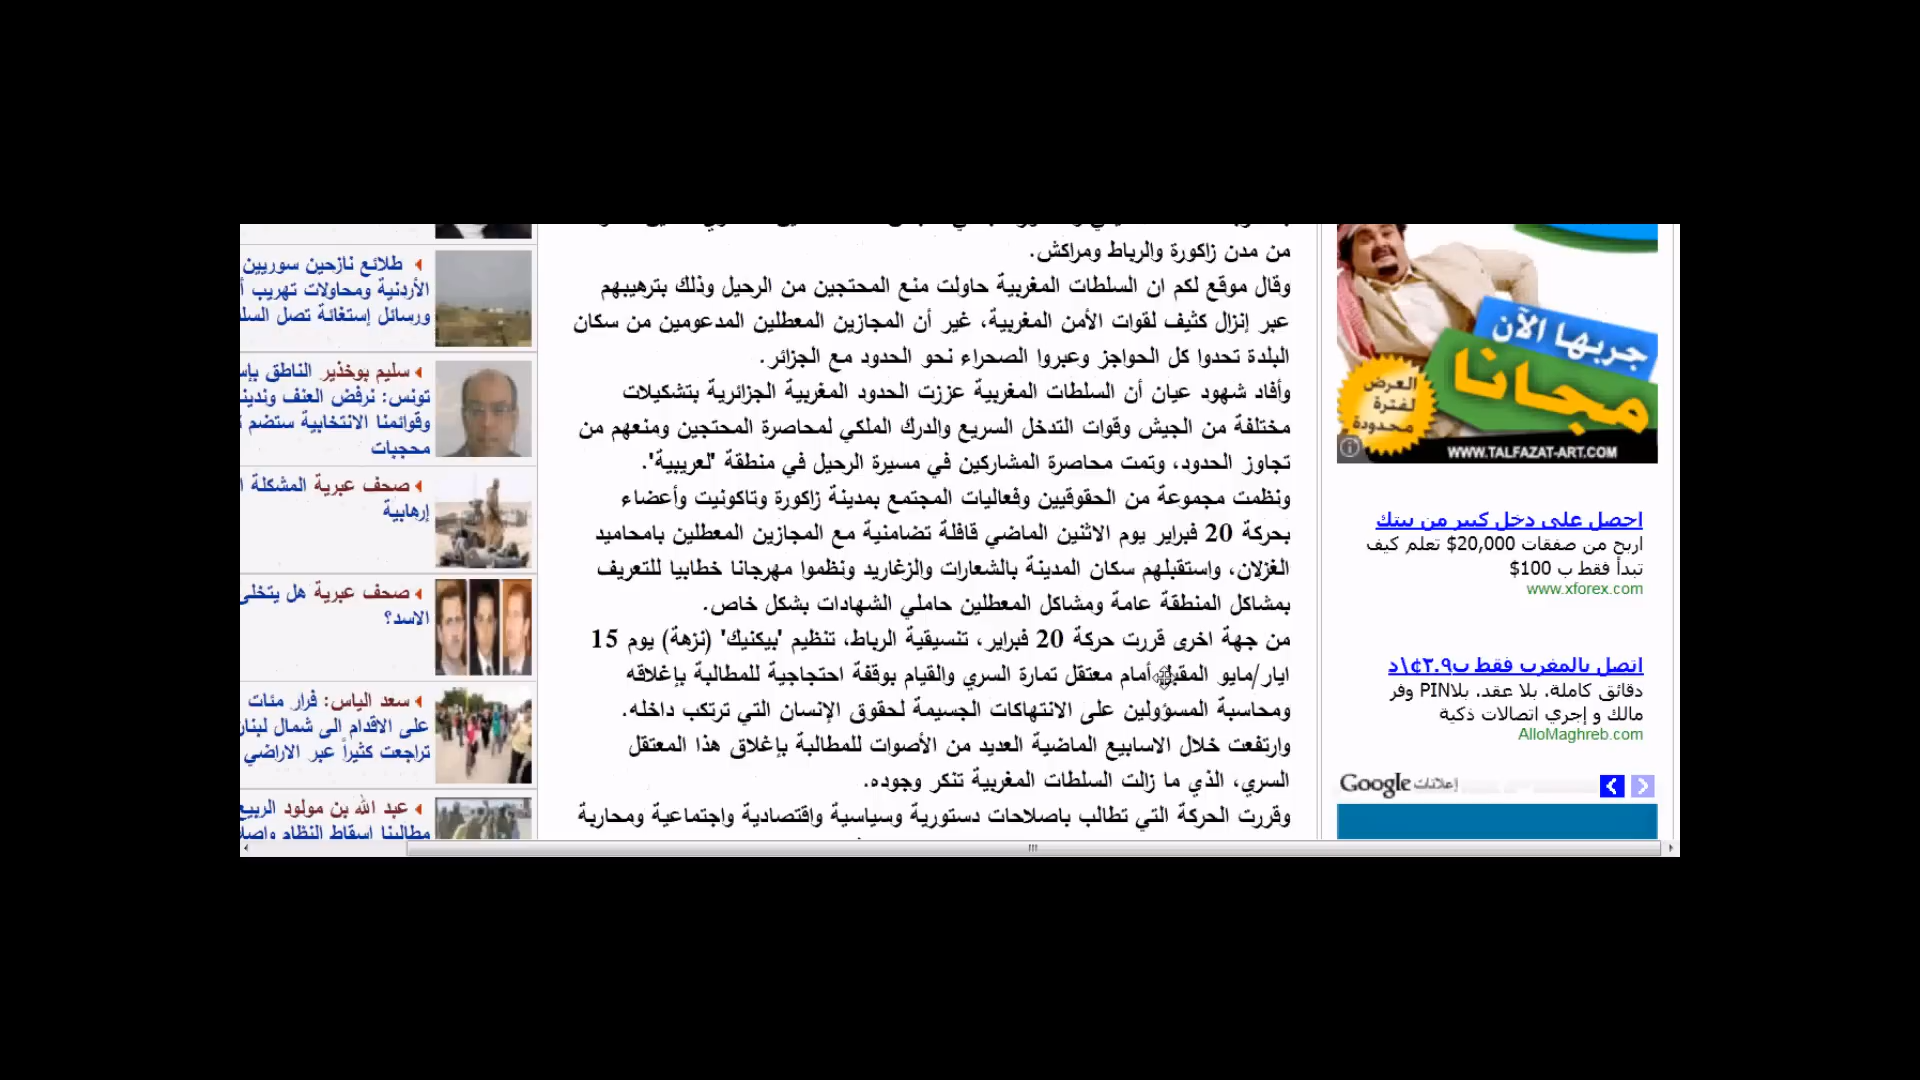 من مدن زاكورة والرباط ومراكش.
وقال موقع لكم ان السلطات المغربية حاولت منع المحتجين من الرحيل وذلك بترهيبهم
عبر إنزال كثيف لقوات الأمن المغربية، غير أن المجازين المعطلين المدعومين من سكان
البلدة تحدوا كل الحواجز وعبروا الصحراء نحو الحدود مع الجزائر.
وأفاد شهود عيان أن السلطات المغربية عززت الحدود المغربية الجزائرية بتشكيلات
مختلفة من الجيش وقوات التدخل السريع والدرك الملكي لمحاصرة المحتجين ومنعهم من
تجاوز الحدود، وتمت محاصرة المشاركين في مسيرة الرحيل في منطقة 'لعريبية'.
ونظمت مجموعة من الحقوقيين وفعاليات المجتمع بمدينة زاكورة وتاكونيت وأعضاء
بحركة 20 فبراير يوم الاثنين الماضي قافلة تضامنية مع المجازين المعطلين بامحاميد
الغزلان، واستقبلهم سكان المدينة بالشعارات والزغاريد ونظموا مهرجانا خطابيا للتعريف
بمشاكل المنطقة عامة ومشاكل المعطلين حاملي الشهادات بشكل خاص.
من جهة اخرى قررت حركة 20 فبراير، تنسيقية الرباط، تنظيم 'بيكنيك' (نزهة) يوم 15
ايار/مايو المقبل أمام معتقل تمارة السري والقيام بوقفة احتجاجية للمطالبة بإغلاقه
ومحاسبة المسؤولين على الانتهاكات الجسيمة لحقوق الإنسان التي ترتكب داخله.
وارتفعت خلال الاسابيع الماضية العديد من الأصوات للمطالبة بإغلاق هذا المعتقل
السري، الذي ما زالت السلطات المغربية تنكر وجوده.
وقررت الحركة التي تطالب باصلاحات دستورية وسياسية واقتصادية واجتماعية ومحاربة
جربها الآن
مجانا
العرض
لفترة
محدودة
WWW.TALFAZAT-ART.COM
احصل على دخل كبير من بيتك
اربح من صفقات 20,000$ تعلم كيف
تبدأ فقط ب 100$
www.xforex.com
اتصل بالمغرب فقط ب٣.٩¢\د
دقائق كاملة، بلا عقد، بلاPIN وفر
مالك و إجري اتصالات ذكية
AlloMaghreb.com
إعلانات Google
طلائع نازحين سوريين
الأردنية ومحاولات تهريب
ورسائل إستغاثة تصل
سليم بوخذير الناطق
تونس: نرفض العنف
وقوائمنا الانتخابية ستضم
محجبات
صحف عبرية المشكلة
إرهابية
صحف عبرية هل يتخلى
الاسد؟
سعد الياس: فرار مئات
على الاقدام الى شمال
تراجعت كثيراً عبر الاراضي
عبد الله بن مولود الربيع
مطالبنا اسقاط النظام